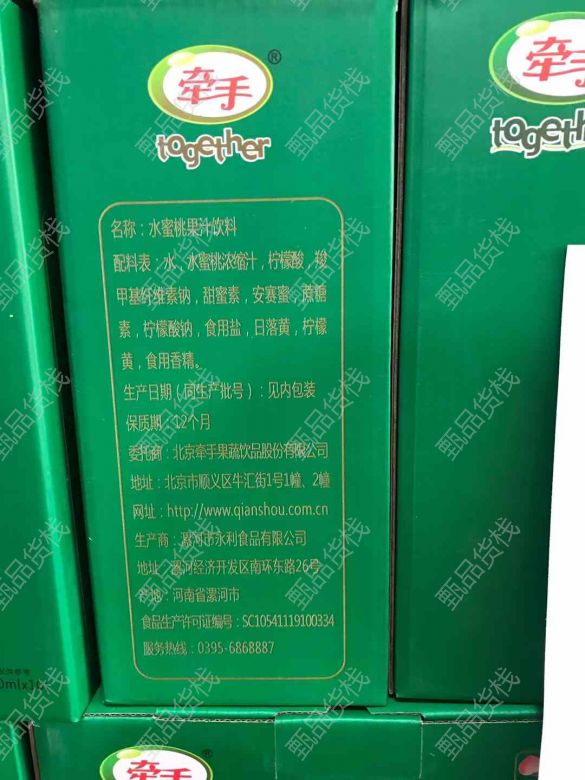 牵手®
together
牵手
together
名称：水蜜桃果汁饮料
配料表：水，水蜜桃浓缩汁，柠檬酸，羧
甲基纤维素钠，甜蜜素，安赛蜜，蔗糖
素，柠檬酸钠，食用盐，日落黄，柠檬
黄，食用香精。
生产日期（同生产批号）：见内包装
保质期：12个月
委托商：北京牵手果蔬饮品股份有限公司
地址：北京市顺义区牛汇街1号1幢、2幢
网址：http://www.qianshou.com.cn
生产商：漯河市永利食品有限公司
地址：漯河经济开发区南环东路26号
产地：河南省漯河市
食品生产许可证编号：SC10541119100334
服务热线：0395-6868887
牵手®
甄品货栈